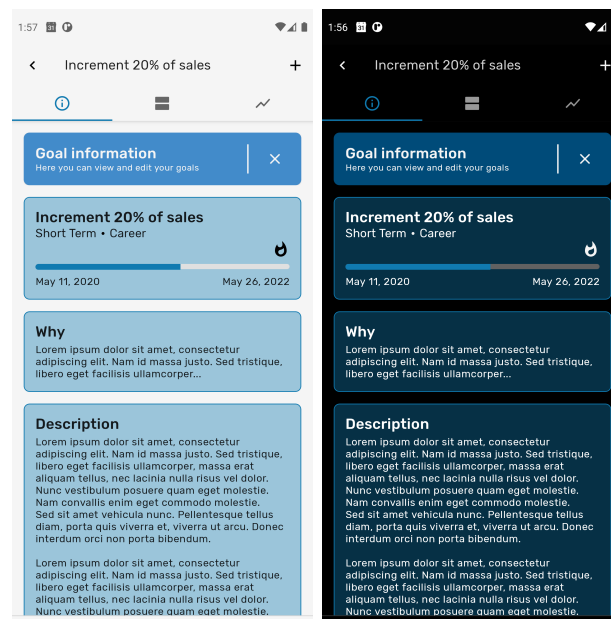 1:57
31
Increment 20% of sales
Goal information
Here you can view and edit your goals
Increment 20% of sales
Short Term • Career
May 11, 2020
May 26, 2022
Why
Lorem ipsum dolor sit amet, consectetur
adipiscing elit. Nam id massa justo. Sed tristique,
libero eget facilisis ullamcorper...
Description
Lorem ipsum dolor sit amet, consectetur
adipiscing elit. Nam id massa justo. Sed tristique,
libero eget facilisis ullamcorper, massa erat
aliquam tellus, nec lacinia nulla risus vel dolor.
Nunc vestibulum posuere quam eget molestie.
Nam convallis enim eget commodo molestie.
Sed sit amet vehicula nunc. Pellentesque tellus
diam, porta quis viverra et, viverra ut arcu. Donec
interdum orci non porta bibendum.
Lorem ipsum dolor sit amet, consectetur
adipiscing elit. Nam id massa justo. Sed tristique,
libero eget facilisis ullamcorper, massa erat
aliquam tellus, nec lacinia nulla risus vel dolor.
Nunc vestibulum posuere quam eget molestie.
1:56
31
Increment 20% of sales
Goal information
Here you can view and edit your goals
Increment 20% of sales
Short Term • Career
May 11, 2020
May 26, 2022
Why
Lorem ipsum dolor sit amet, consectetur
adipiscing elit. Nam id massa justo. Sed tristique,
libero eget facilisis ullamcorper...
Description
Lorem ipsum dolor sit amet, consectetur
adipiscing elit. Nam id massa justo. Sed tristique,
libero eget facilisis ullamcorper, massa erat
aliquam tellus, nec lacinia nulla risus vel dolor.
Nunc vestibulum posuere quam eget molestie.
Nam convallis enim eget commodo molestie.
Sed sit amet vehicula nunc. Pellentesque tellus
diam, porta quis viverra et, viverra ut arcu. Donec
interdum orci non porta bibendum.
Lorem ipsum dolor sit amet, consectetur
adipiscing elit. Nam id massa justo. Sed tristique,
libero eget facilisis ullamcorper, massa erat
aliquam tellus, nec lacinia nulla risus vel dolor.
Nunc vestibulum posuere quam eget molestie.